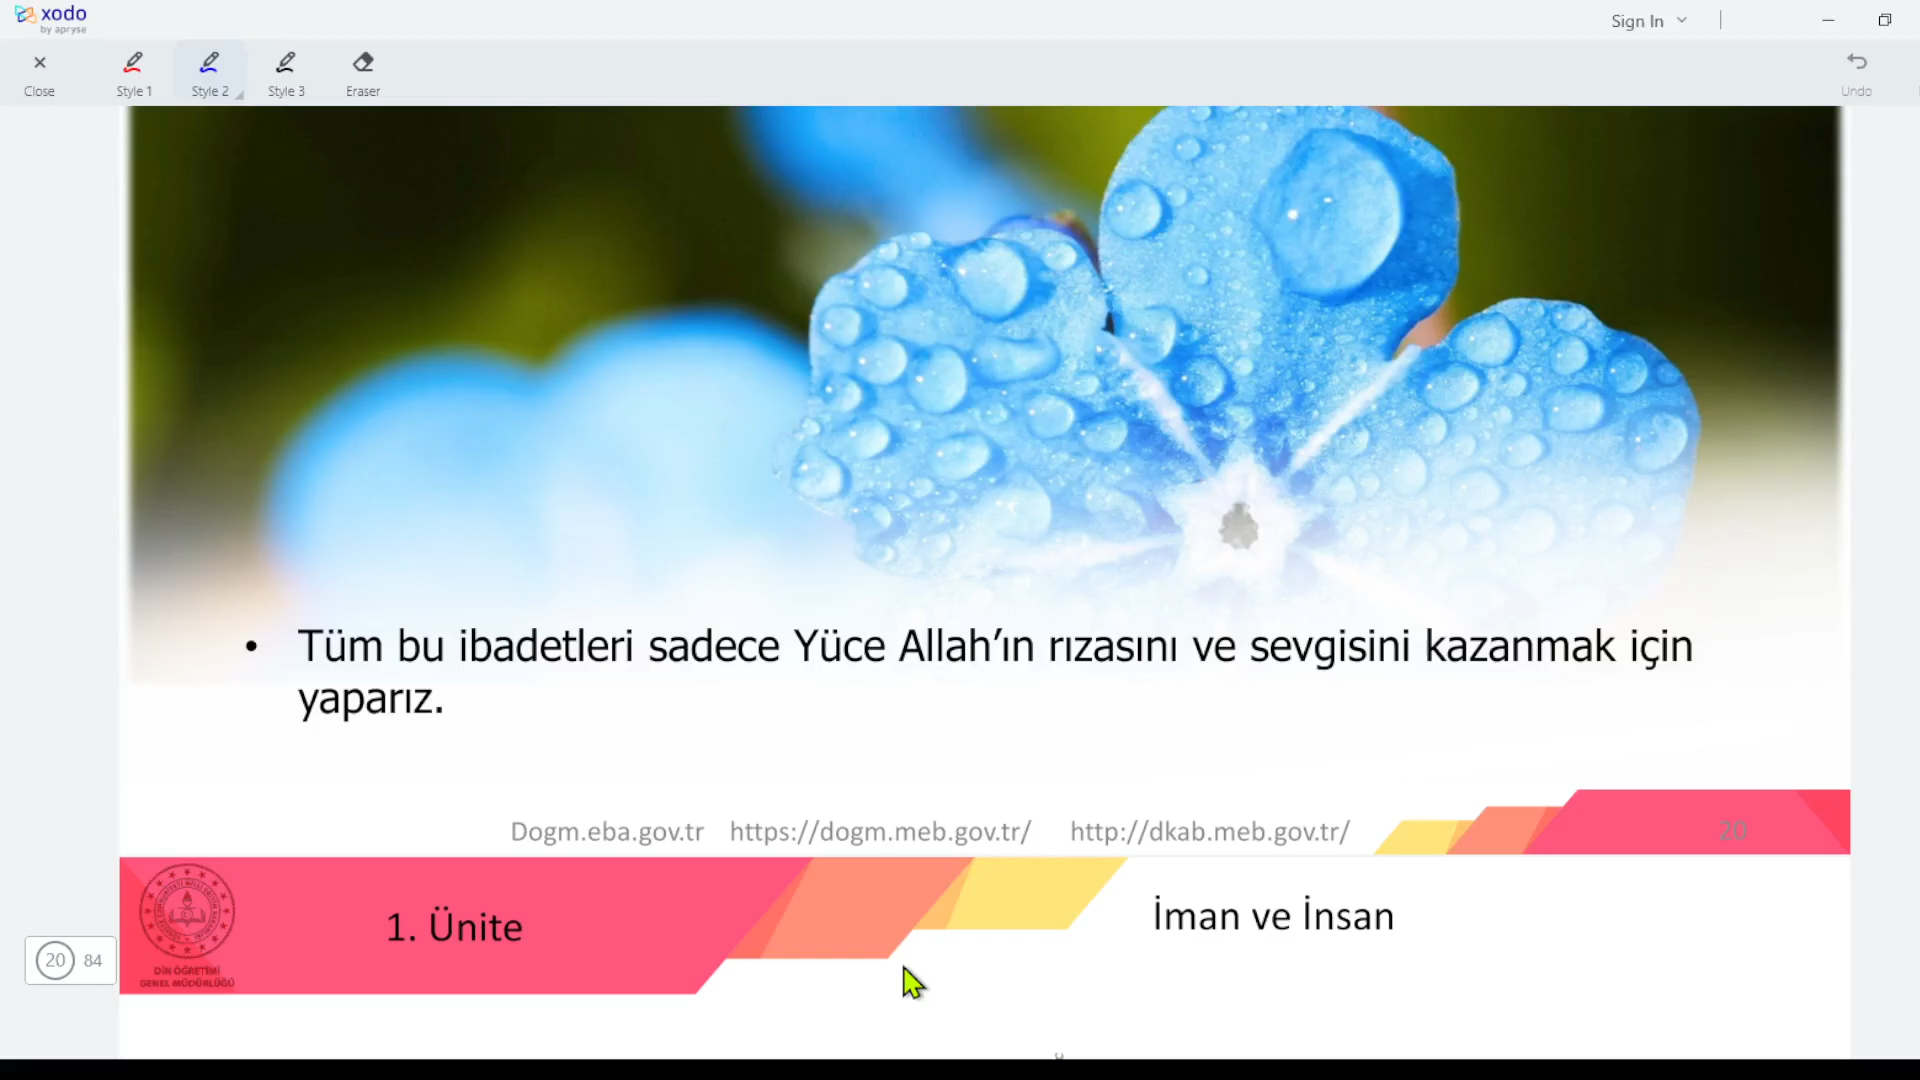 xodo
by apryse
Sign In
Close
Style 1
Style 2
Style 3
Eraser
Undo
• Tüm bu ibadetleri sadece Yüce Allah’ın rızasını ve sevgisini kazanmak için
yaparız.
Dogm.eba.gov.tr https://dogm.meb.gov.tr/ http://dkab.meb.gov.tr/
20
1. Ünite
İman ve İnsan
DİN ÖĞRETİMİ
GENEL MÜDÜRLÜĞÜ
20 84